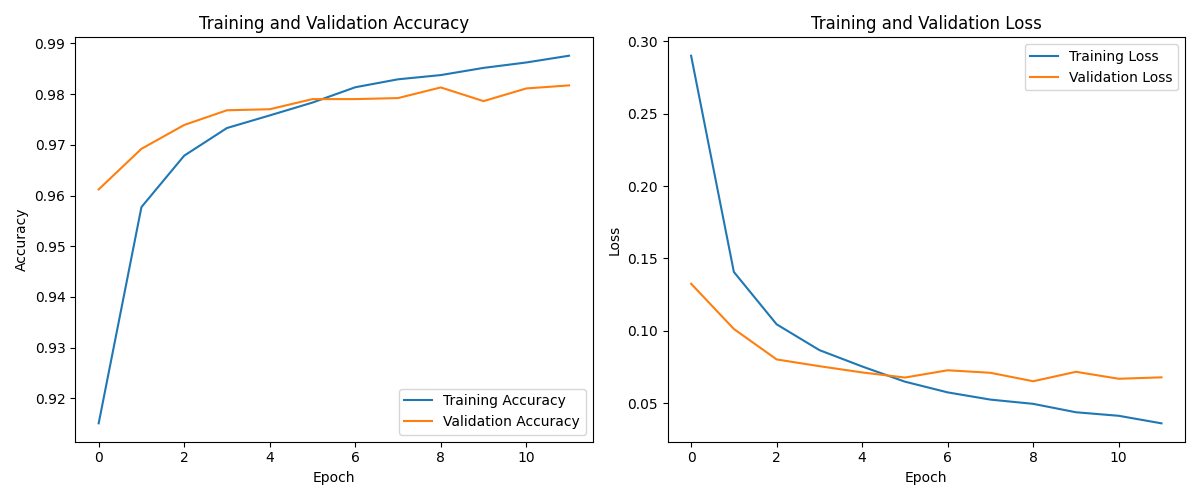 Training and Validation Accuracy
0.99
0.98
0.97
0.96
0.95
0.94
0.93
0.92
Accuracy
0 2 4 6 8 10
Epoch
Training Accuracy
Validation Accuracy
Training and Validation Loss
0.30
0.25
0.20
0.15
0.10
0.05
Loss
0 2 4 6 8 10
Epoch
Training Loss
Validation Loss